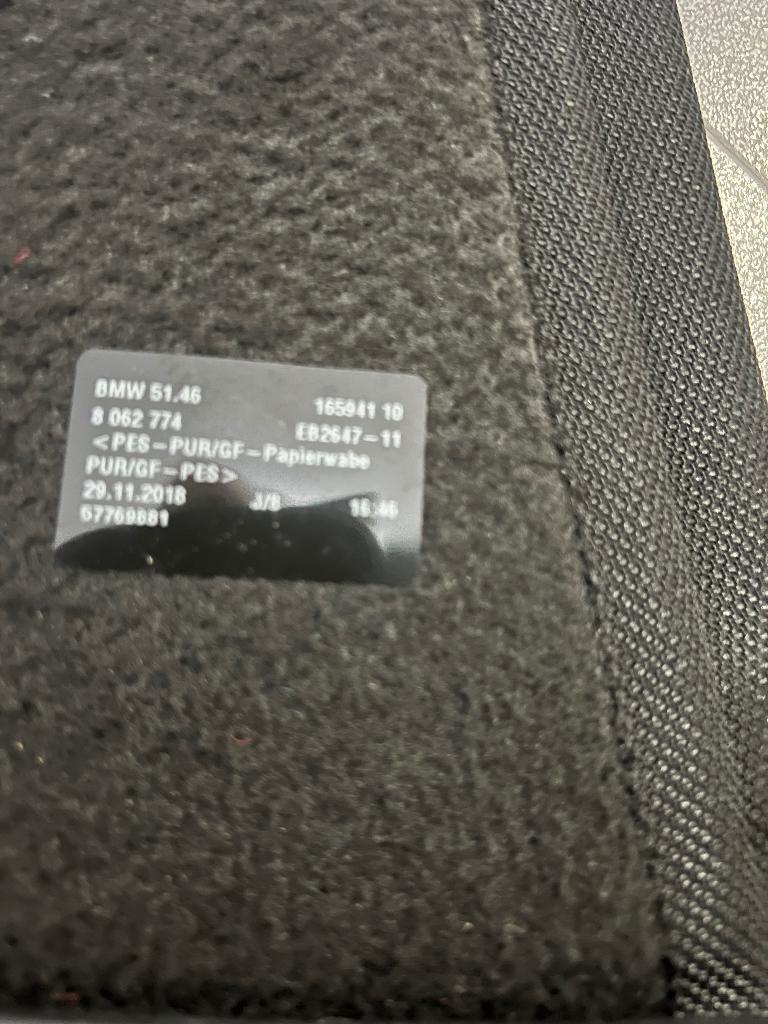 BMW 51.46
165941 10
8 062 774
EB2647-11
<PES-PUR/GF-Papierwabe
PUR/GF-PES>
29.11.2018 J/B 16:46
67769881